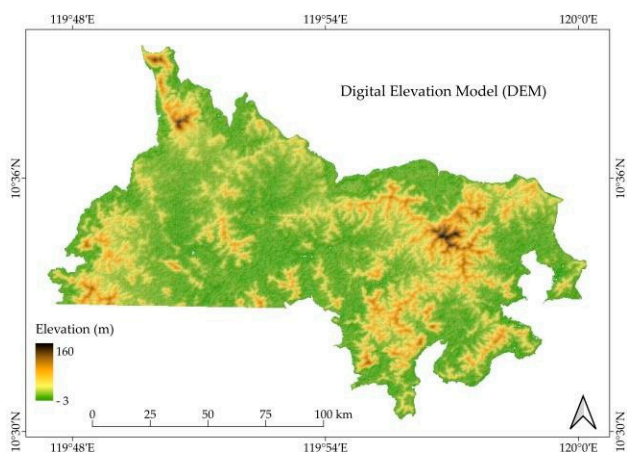 119°48'E 119°54'E 120°0'E
Digital Elevation Model (DEM)
10°36'N 10°36'N
Elevation (m)
160
- 3
0 25 50 75 100 km
10°30'N 10°30'N
119°48'E 119°54'E 120°0'E